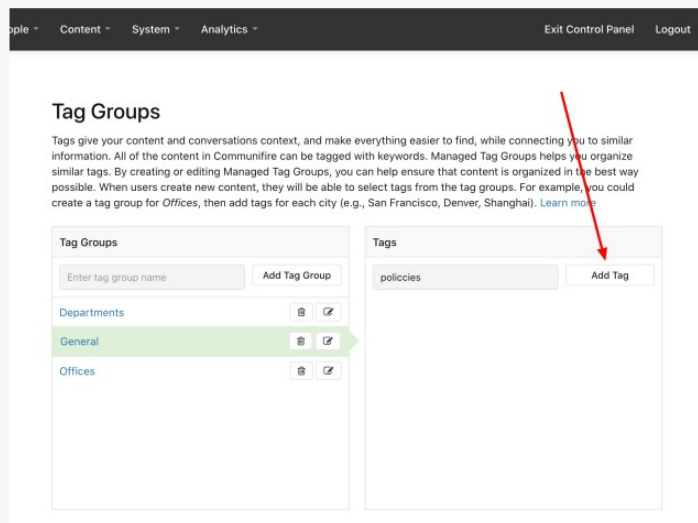 ople Content System Analytics Exit Control Panel Logout
Tag Groups
Tags give your content and conversations context, and make everything easier to find, while connecting you to similar
information. All of the content in Communifire can be tagged with keywords. Managed Tag Groups helps you organize
similar tags. By creating or editing Managed Tag Groups, you can help ensure that content is organized in the best way
possible. When users create new content, they will be able to select tags from the tag groups. For example, you could
create a tag group for Offices, then add tags for each city (e.g., San Francisco, Denver, Shanghai). Learn more
Tag Groups
Enter tag group name Add Tag Group
Departments
General
Offices
Tags
policcies Add Tag